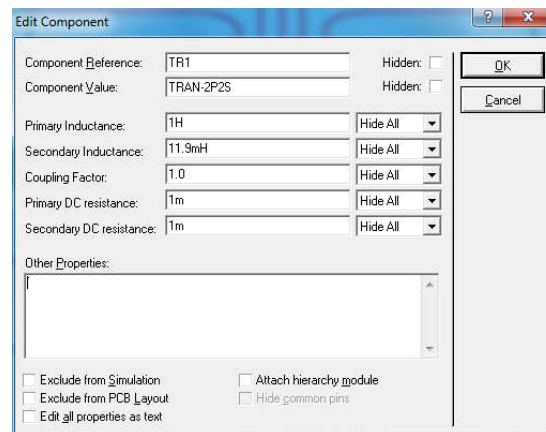 Edit Component
Component Reference: TR1 Hidden:
Component Value: TRAN-2P2S Hidden:
OK
Cancel
Primary Inductance: 1H Hide All
Secondary Inductance: 11.9mH Hide All
Coupling Factor: 1.0 Hide All
Primary DC resistance: 1m Hide All
Secondary DC resistance: 1m Hide All
Other Properties:
Exclude from Simulation Attach hierarchy module
Exclude from PCB Layout Hide common pins
Edit all properties as text